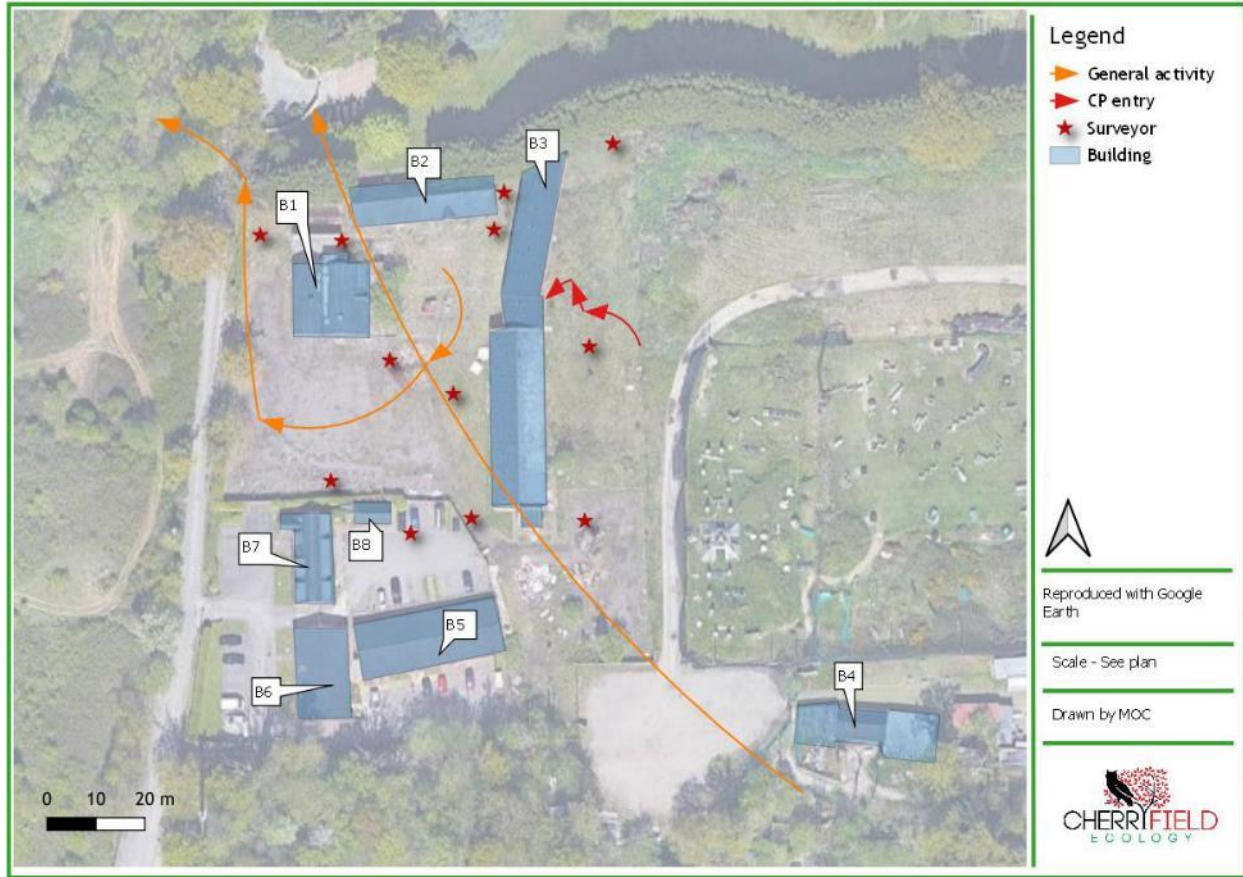 Legend
General activity
CP entry
Surveyor
Building
B3
B2
B1
B7
B8
B5
B6
B4
0 10 20 m
Reproduced with Google
Earth
Scale - See plan
Drawn by MOC
CHERRYFIELD
ECOLOGY